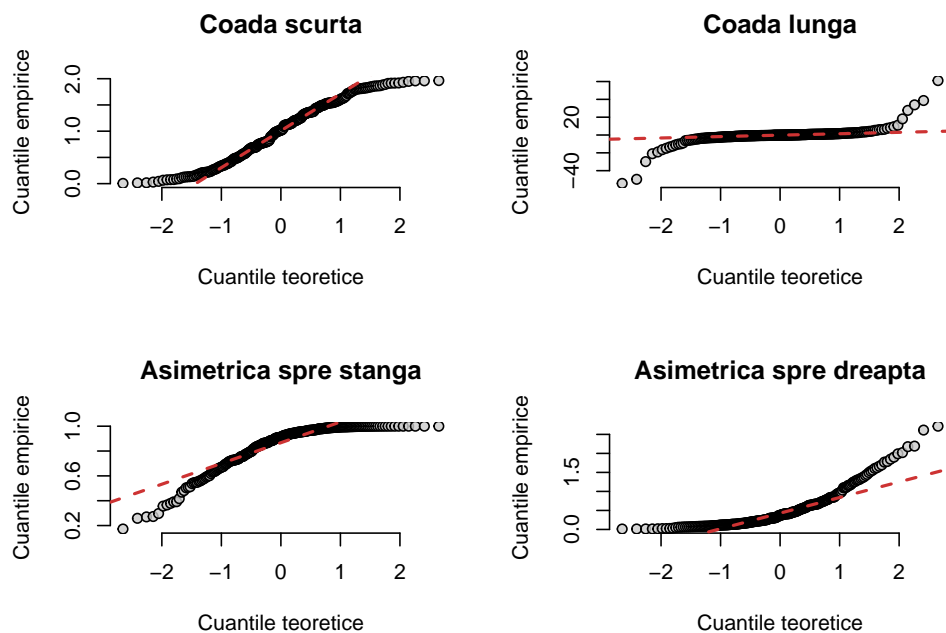 Coada scurta
Cuantile empirice
0.0 1.0 2.0
−2 −1 0 1 2
Cuantile teoretice
Coada lunga
Cuantile empirice
−40 20
−2 −1 0 1 2
Cuantile teoretice
Asimetrica spre stanga
Cuantile empirice
0.2 0.6 1.0
−2 −1 0 1 2
Cuantile teoretice
Asimetrica spre dreapta
Cuantile empirice
0.0 1.5
−2 −1 0 1 2
Cuantile teoretice